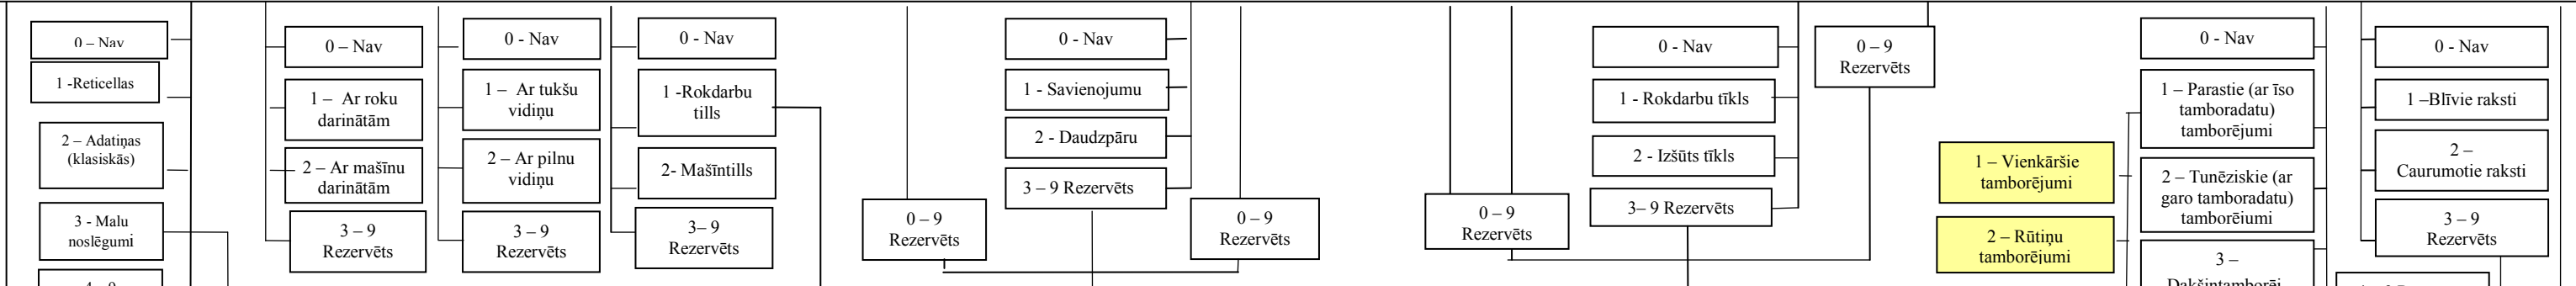 0 – Nav
1 -Reticellas
2 – Adatiņas
(klasiskās)
3 - Malu
noslēgumi
0 – Nav
1 – Ar roku
darinātām
2 – Ar mašīnu
darinātām
3 – 9
Rezervēts
0 - Nav
1 – Ar tukšu
vidiņu
2 – Ar pilnu
vidiņu
3 – 9
Rezervēts
0 - Nav
1 -Rokdarbu
tills
2- Mašīntills
3– 9
Rezervēts
0 – 9
Rezervēts
0 - Nav
1 - Savienojumu
2 - Daudzpāru
3 – 9 Rezervēts
0 – 9
Rezervēts
0 – 9
Rezervēts
0 - Nav
1 - Rokdarbu tīkls
2 - Izšūts tīkls
3– 9 Rezervēts
0 – 9
Rezervēts
1 – Vienkāršie
tamborējumi
2 – Rūtiņu
tamborējumi
0 - Nav
1 – Parastie (ar īso
tamboradatu)
tamborējumi
2 – Tunēziskie (ar
garo tamboradatu)
tamborējumi
3 –
0 - Nav
1 –Blīvie raksti
2 –
Caurumotie raksti
3 – 9
Rezervēts